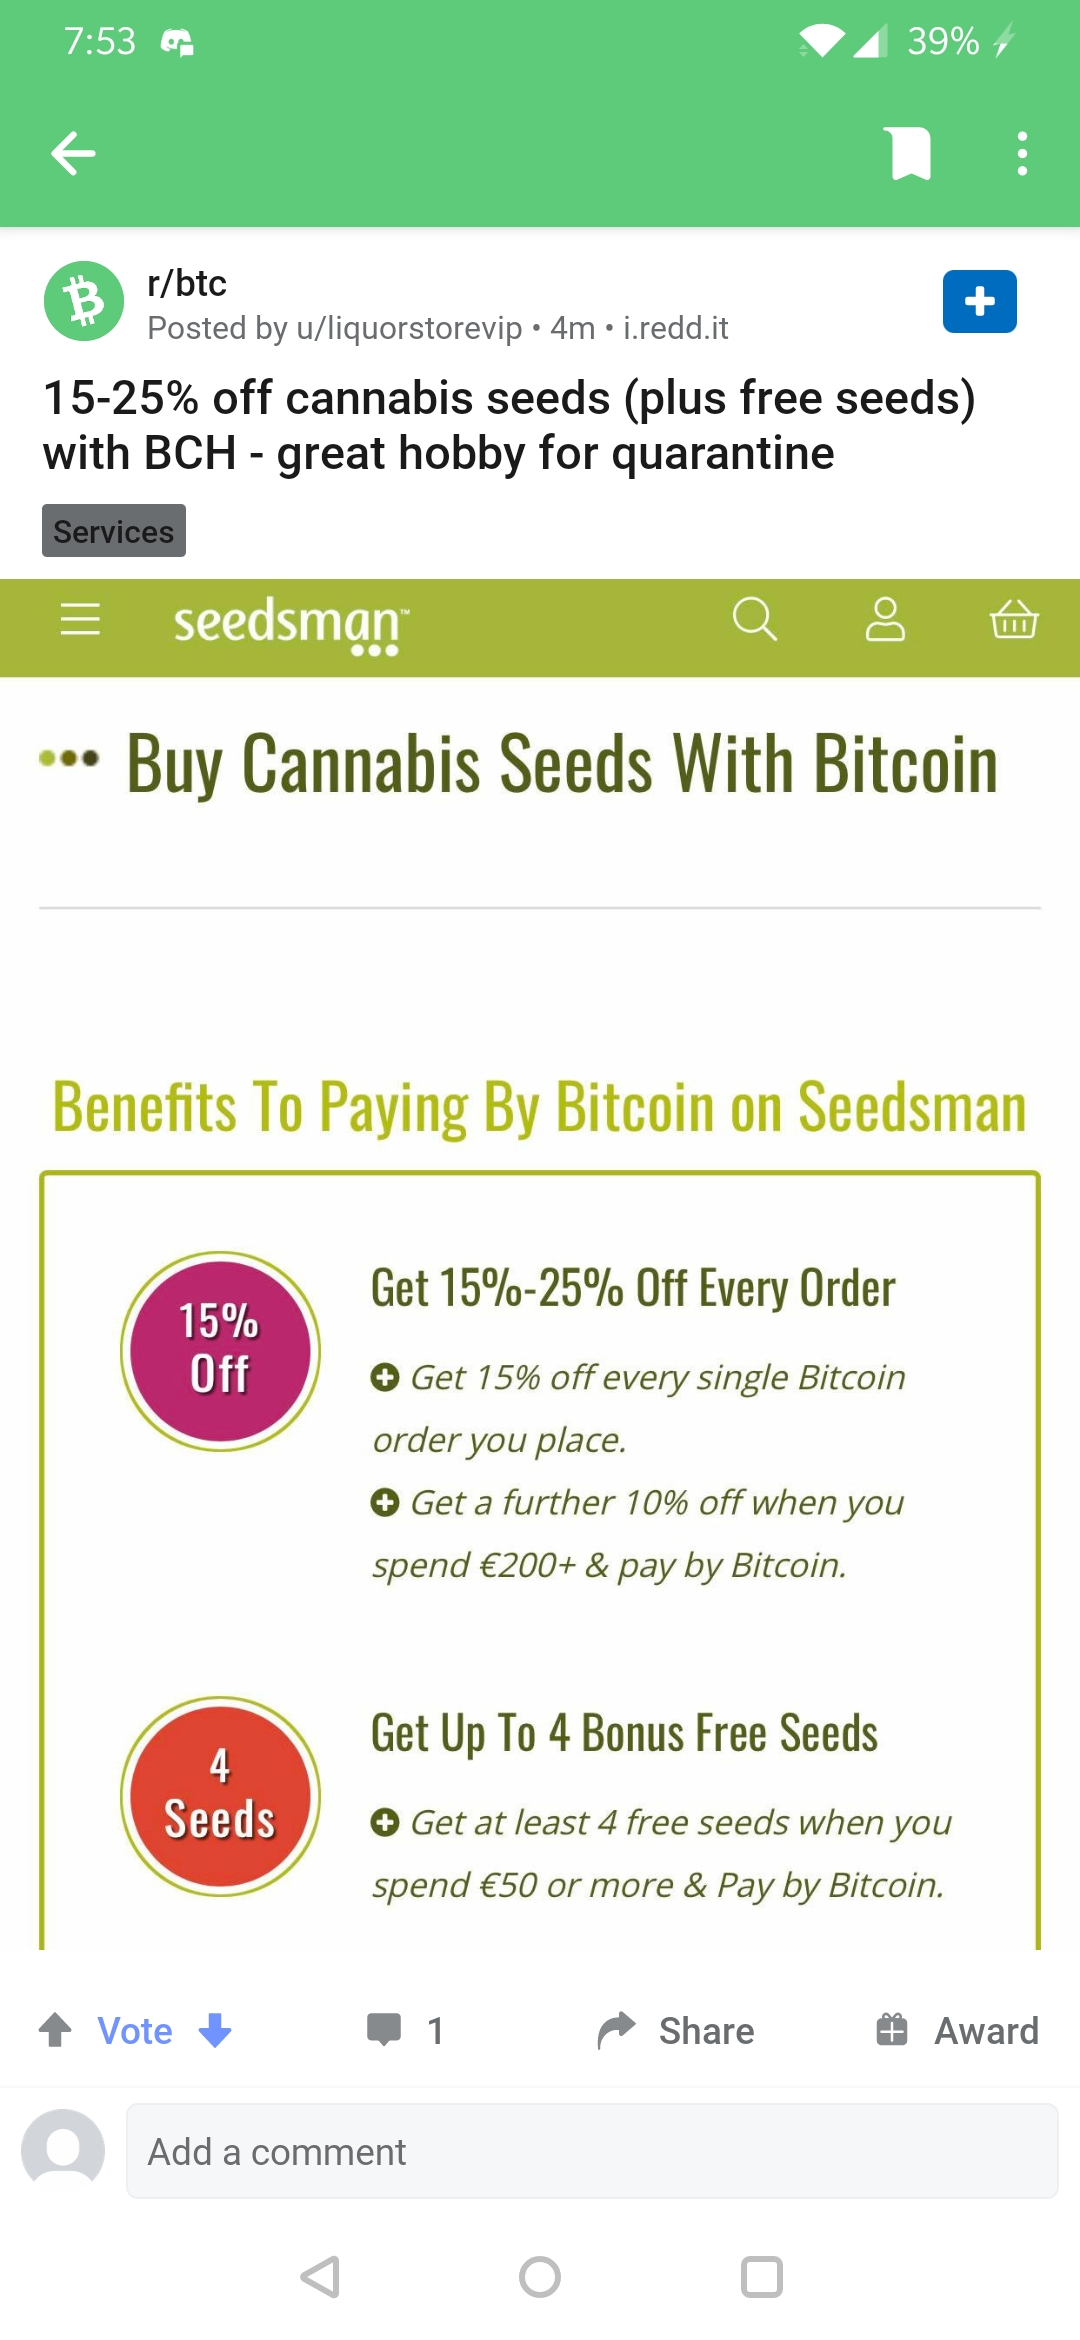 7:53
39%
r/btc
Posted by u/liquorstorevip • 4m • i.redd.it
15-25% off cannabis seeds (plus free seeds)
with BCH - great hobby for quarantine
Services
seedsman™
Buy Cannabis Seeds With Bitcoin
Benefits To Paying By Bitcoin on Seedsman
15%
Off
Get 15%-25% Off Every Order
Get 15% off every single Bitcoin
order you place.
Get a further 10% off when you
spend €200+ & pay by Bitcoin.
4
Seeds
Get Up To 4 Bonus Free Seeds
Get at least 4 free seeds when you
spend €50 or more & Pay by Bitcoin.
Vote
1
Share
Award
Add a comment